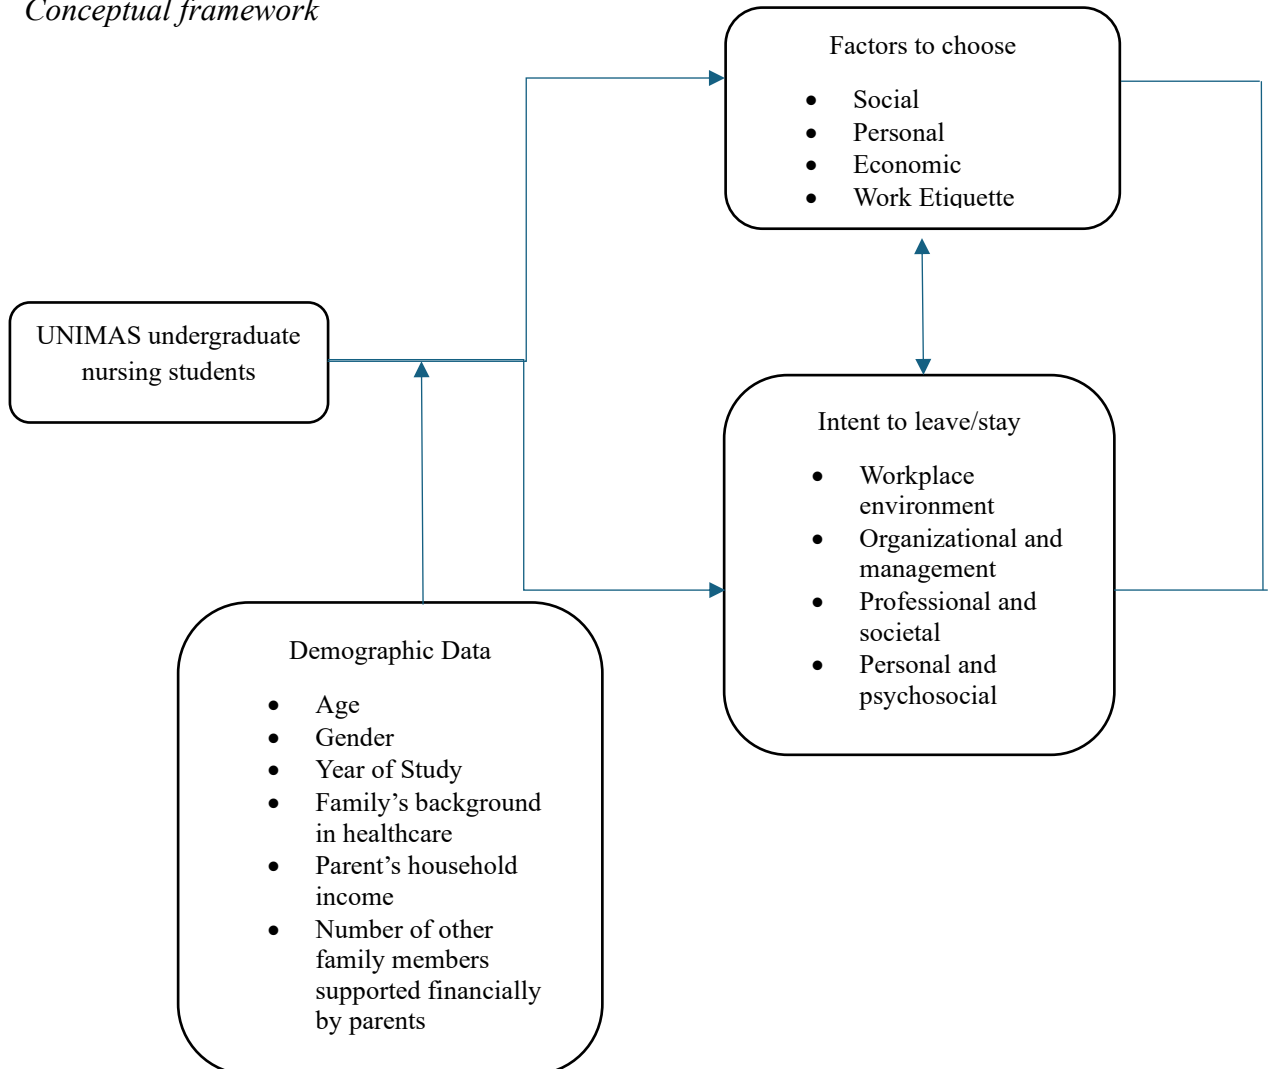 Conceptual framework
Factors to choose
• Social
• Personal
• Economic
• Work Etiquette
UNIMAS undergraduate
nursing students
Intent to leave/stay
• Workplace
environment
• Organizational and
management
• Professional and
societal
• Personal and
psychosocial
Demographic Data
• Age
• Gender
• Year of Study
• Family’s background
in healthcare
• Parent’s household
income
• Number of other
family members
supported financially
by parents